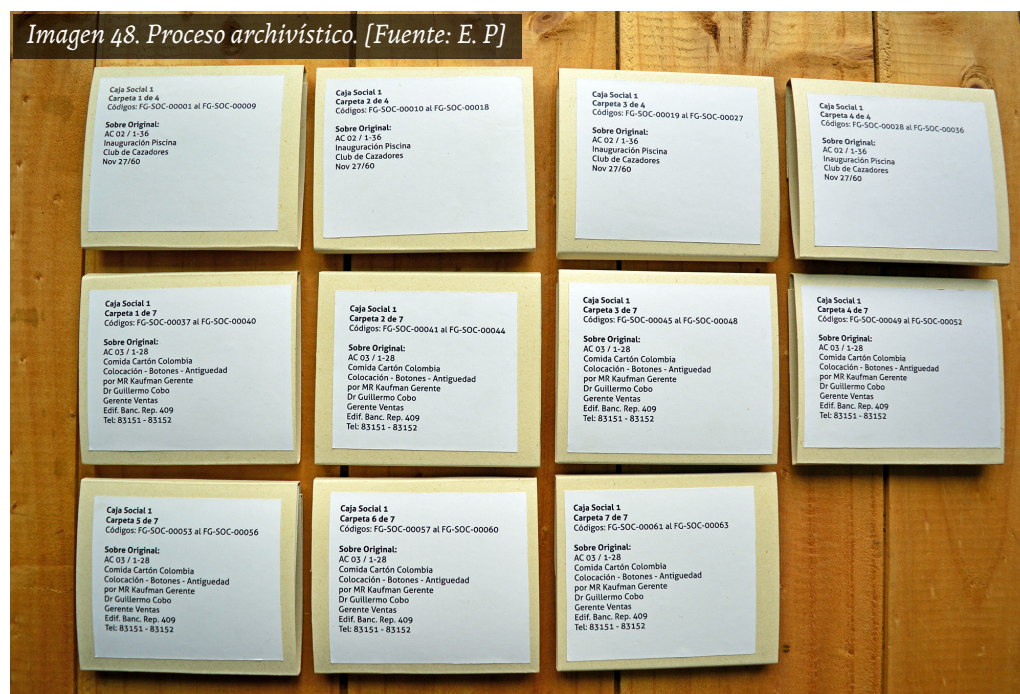 Imagen 48. Proceso archivístico. [Fuente: E. P]
Caja Social 1
Carpeta 1 de 4
Códigos: FG-SOC-00001 al FG-SOC-00009
Sobre Original:
AC 02 / 1-36
Inauguración Piscina
Club de Cazadores
Nov 27/60
Caja Social 1
Carpeta 2 de 4
Códigos: FG-SOC-00010 al FG-SOC-00018
Sobre Original:
AC 02 / 1-36
Inauguración Piscina
Club de Cazadores
Nov 27/60
Caja Social 1
Carpeta 3 de 4
Códigos: FG-SOC-00019 al FG-SOC-00027
Sobre Original:
AC 02 / 1-36
Inauguración Piscina
Club de Cazadores
Nov 27/60
Caja Social 1
Carpeta 4 de 4
Códigos: FG-SOC-00028 al FG-SOC-00036
Sobre Original:
AC 02 / 1-36
Inauguración Piscina
Club de Cazadores
Nov 27/60
Caja Social 1
Carpeta 1 de 7
Códigos: FG-SOC-00037 al FG-SOC-00040
Sobre Original:
AC 03 / 1-28
Comida Cartón Colombia
Colocación - Botones - Antiguedad
por MR Kaufman Gerente
Dr Guillermo Cobo
Gerente Ventas
Edif. Banc. Rep. 409
Tel: 83151 - 83152
Caja Social 1
Carpeta 2 de 7
Códigos: FG-SOC-00041 al FG-SOC-00044
Sobre Original:
AC 03 / 1-28
Comida Cartón Colombia
Colocación - Botones - Antiguedad
por MR Kaufman Gerente
Dr Guillermo Cobo
Gerente Ventas
Edif. Banc. Rep. 409
Tel: 83151 - 83152
Caja Social 1
Carpeta 3 de 7
Códigos: FG-SOC-00045 al FG-SOC-00048
Sobre Original:
AC 03 / 1-28
Comida Cartón Colombia
Colocación - Botones - Antiguedad
por MR Kaufman Gerente
Dr Guillermo Cobo
Gerente Ventas
Edif. Banc. Rep. 409
Tel: 83151 - 83152
Caja Social 1
Carpeta 4 de 7
Códigos: FG-SOC-00049 al FG-SOC-00052
Sobre Original:
AC 03 / 1-28
Comida Cartón Colombia
Colocación - Botones - Antiguedad
por MR Kaufman Gerente
Dr Guillermo Cobo
Gerente Ventas
Edif. Banc. Rep. 409
Tel: 83151 - 83152
Caja Social 1
Carpeta 5 de 7
Códigos: FG-SOC-00053 al FG-SOC-00056
Sobre Original:
AC 03 / 1-28
Comida Cartón Colombia
Colocación - Botones - Antiguedad
por MR Kaufman Gerente
Dr Guillermo Cobo
Gerente Ventas
Edif. Banc. Rep. 409
Tel: 83151 - 83152
Caja Social 1
Carpeta 6 de 7
Códigos: FG-SOC-00057 al FG-SOC-00060
Sobre Original:
AC 03 / 1-28
Comida Cartón Colombia
Colocación - Botones - Antiguedad
por MR Kaufman Gerente
Dr Guillermo Cobo
Gerente Ventas
Edif. Banc. Rep. 409
Tel: 83151 - 83152
Caja Social 1
Carpeta 7 de 7
Códigos: FG-SOC-00061 al FG-SOC-00063
Sobre Original:
AC 03 / 1-28
Comida Cartón Colombia
Colocación - Botones - Antiguedad
por MR Kaufman Gerente
Dr Guillermo Cobo
Gerente Ventas
Edif. Banc. Rep. 409
Tel: 83151 - 83152